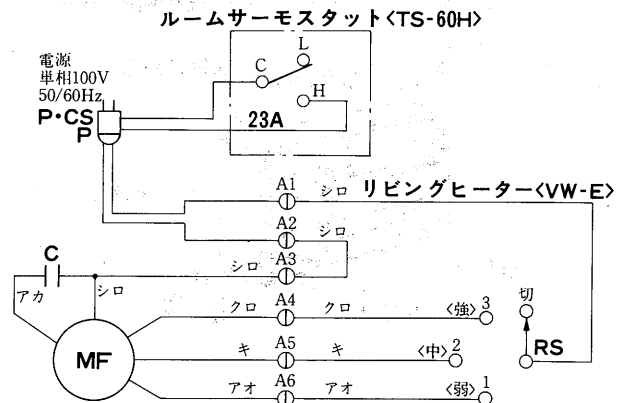 ルームサーモスタット<TS-60H>
電源
単相100V
50/60Hz
P・CS
P
L
C
H
23A
A1 シロ リビングヒーター<VW-E>
A2 シロ
シロ A3
C
アカ
シロ
クロ A4 クロ <強> 3
キ A5 キ <中> 2
アオ A6 アオ <弱> 1
切
RS
MF